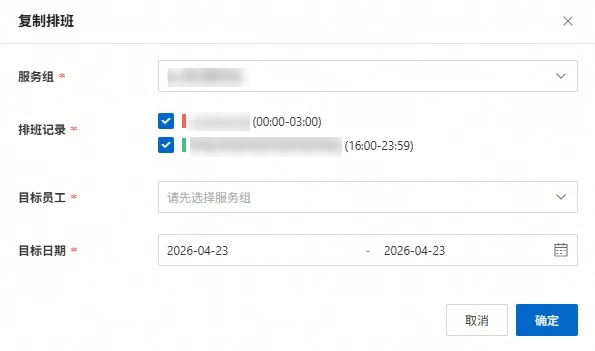 复制排班
服务组 *
排班记录 *
(00:00-03:00)
(16:00-23:59)
目标员工 *
请先选择服务组
目标日期 *
2026-04-23 - 2026-04-23
取消
确定